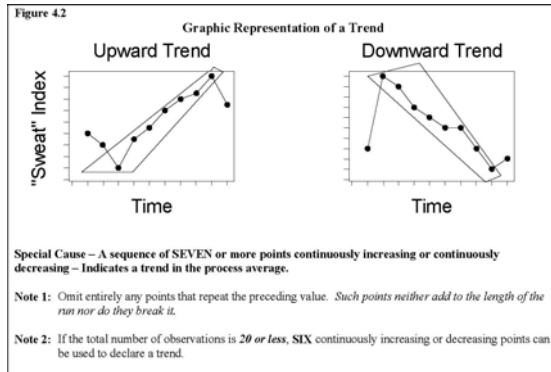 Figure 4.2
Graphic Representation of a Trend
Upward Trend
Downward Trend
"Sweat" Index
Time
Time
Special Cause – A sequence of SEVEN or more points continuously increasing or continuously
decreasing – Indicates a trend in the process average.
Note 1: Omit entirely any points that repeat the preceding value. Such points neither add to the length of the
run nor do they break it.
Note 2: If the total number of observations is 20 or less, SIX continuously increasing or decreasing points can
be used to declare a trend.